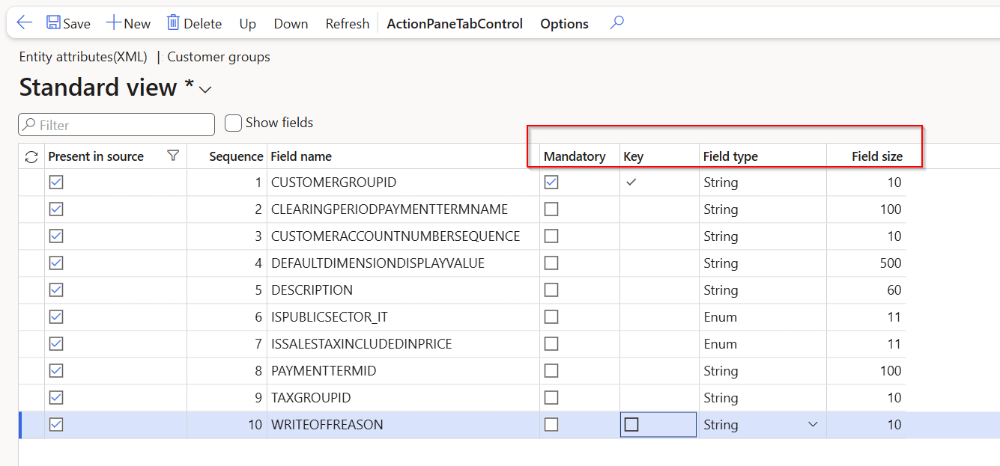 Save New Delete Up Down Refresh ActionPaneTabControl Options
Entity attributes(XML) | Customer groups
Standard view *
Filter Show fields
Present in source Sequence Field name Mandatory Key Field type Field size
1 CUSTOMERGROUPID String 10
2 CLEARINGPERIODPAYMENTTERMNAME String 100
3 CUSTOMERACCOUNTNUMBERSEQUENCE String 10
4 DEFAULTDIMENSIONDISPLAYVALUE String 500
5 DESCRIPTION String 60
6 ISPUBLICSECTOR_IT Enum 11
7 ISSALESTAXINCLUDEDINPRICE Enum 11
8 PAYMENTTERMID String 100
9 TAXGROUPID String 10
10 WRITEOFFREASON String 10